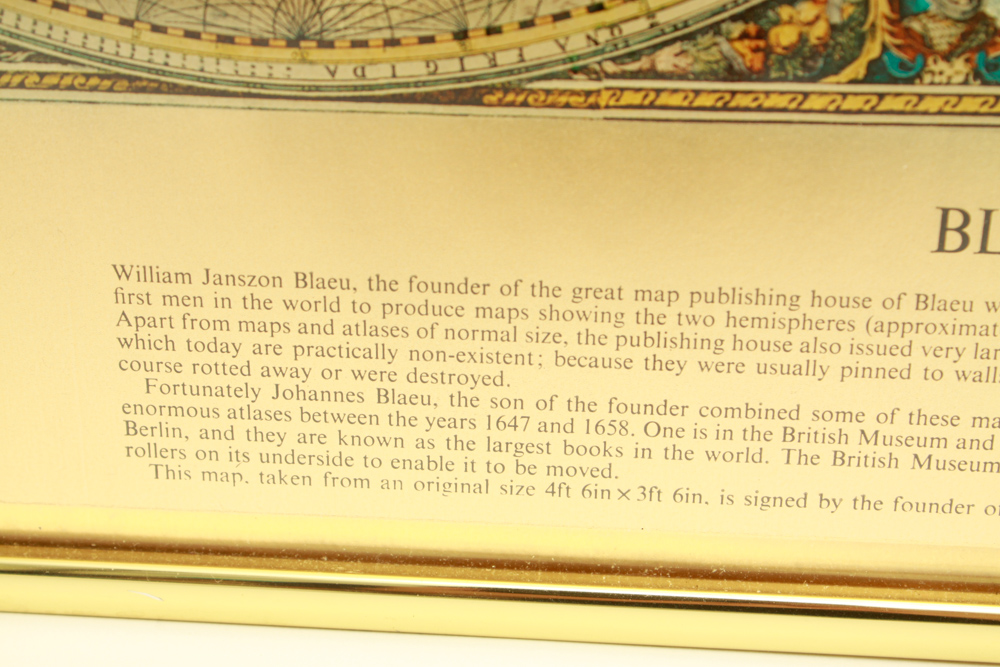 ONA FRIGIDA
BL
William Janszon Blaeu, the founder of the great map publishing house of Blaeu w
first men in the world to produce maps showing the two hemispheres (approximat
Apart from maps and atlases of normal size, the publishing house also issued very lar
which today are practically non-existent; because they were usually pinned to wall
course rotted away or were destroyed.
Fortunately Johannes Blaeu, the son of the founder combined some of these ma
enormous atlases between the years 1647 and 1658. One is in the British Museum and
Berlin, and they are known as the largest books in the world. The British Museum
rollers on its underside to enable it to be moved.
This map. taken from an original size 4ft 6in × 3ft 6in. is signed by the founder o